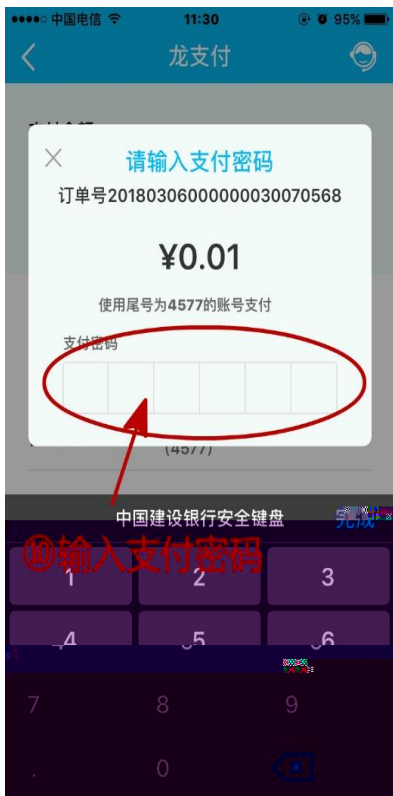 中国电信 11:30 95%
龙支付
请输入支付密码
订单号20180306000000030070568
¥0.01
使用尾号为4577的账号支付
支付密码
(4577)
中国建设银行安全键盘 完成
⑩输入支付密码
1 2 3
4 5 6
7 8 9
. 0